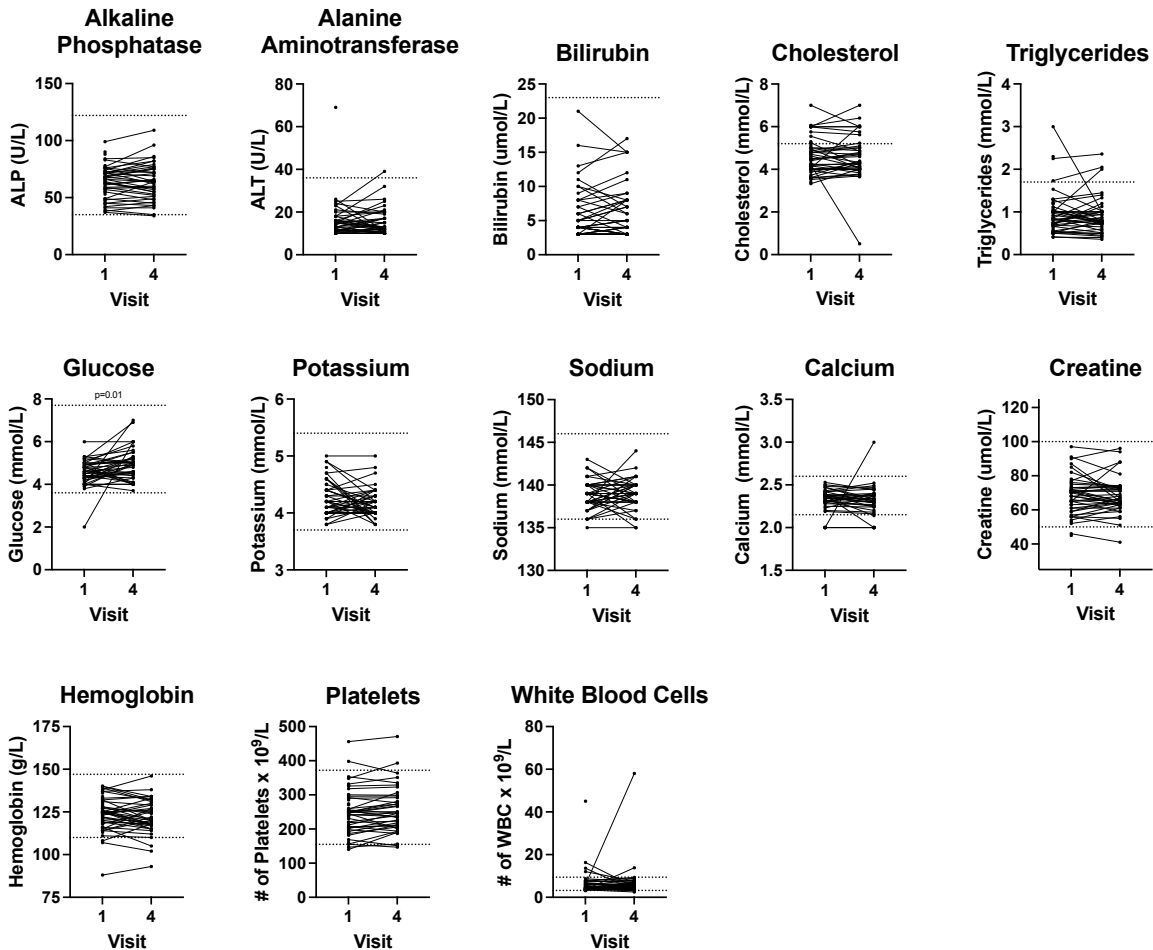 Alkaline
Phosphatase
150
100
50
0
ALP (U/L)
1 4
Visit
Alanine
Aminotransferase
80
60
40
20
0
ALT (U/L)
1 4
Visit
Bilirubin
25
20
15
10
5
0
Bilirubin (umol/L)
1 4
Visit
Cholesterol
8
6
4
2
0
Cholesterol (mmol/L)
1 4
Visit
Triglycerides
4
3
2
1
0
Triglycerides (mmol/L)
1 4
Visit
Glucose
p=0.01
8
6
4
2
0
Glucose (mmol/L)
1 4
Visit
Potassium
6
5
4
3
Potassium (mmol/L)
1 4
Visit
Sodium
150
145
140
135
130
Sodium (mmol/L)
1 4
Visit
Calcium
3.5
3.0
2.5
2.0
1.5
Calcium (mmol/L)
1 4
Visit
Creatine
120
100
80
60
40
Creatine (umol/L)
1 4
Visit
Hemoglobin
175
150
125
100
75
Hemoglobin (g/L)
1 4
Visit
Platelets
500
400
300
200
100
0
# of Platelets x 10⁹/L
1 4
Visit
White Blood Cells
80
60
40
20
0
# of WBC x 10⁹/L
1 4
Visit